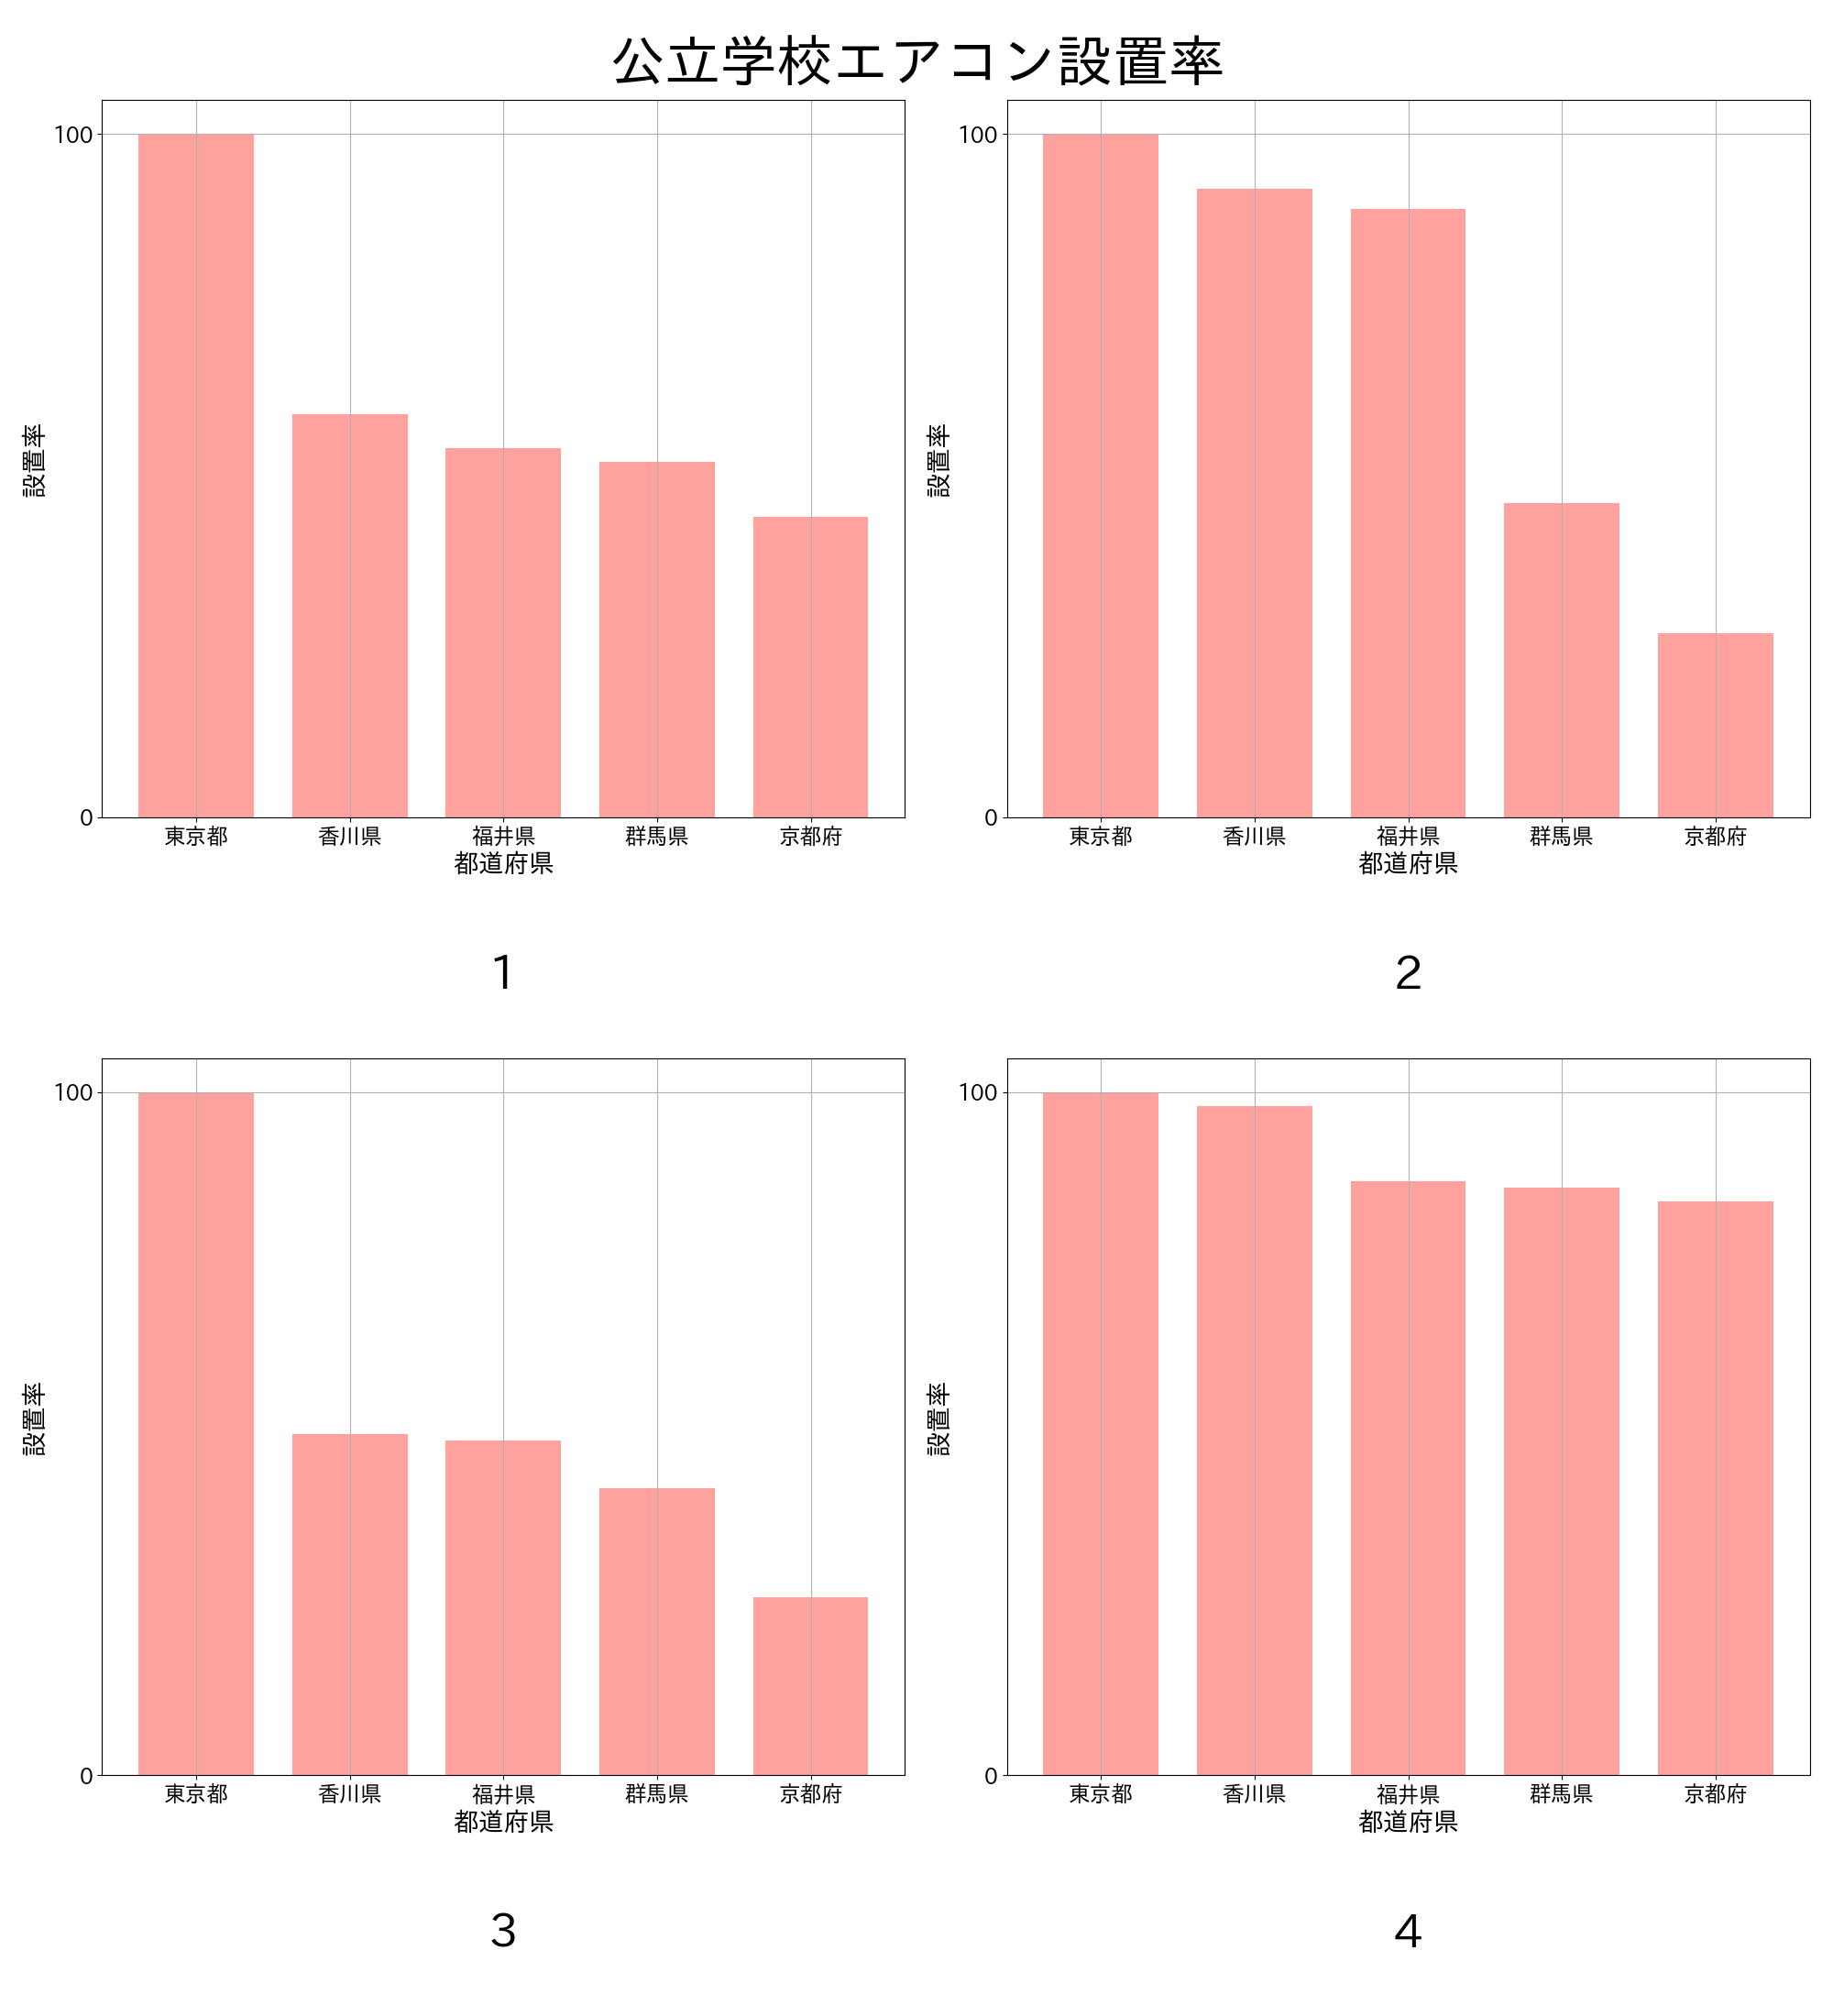 公立学校エアコン設置率
100
0
設置率
東京都 香川県 福井県 群馬県 京都府
都道府県
1
100
0
設置率
東京都 香川県 福井県 群馬県 京都府
都道府県
2
100
0
設置率
東京都 香川県 福井県 群馬県 京都府
都道府県
3
100
0
設置率
東京都 香川県 福井県 群馬県 京都府
都道府県
4